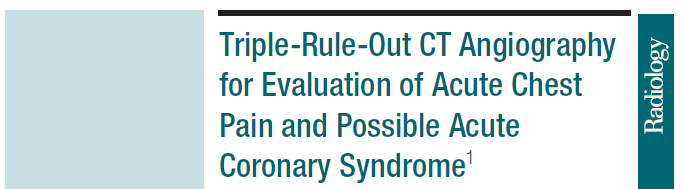 Triple-Rule-Out CT Angiography
for Evaluation of Acute Chest
Pain and Possible Acute
Coronary Syndrome¹
Radiology